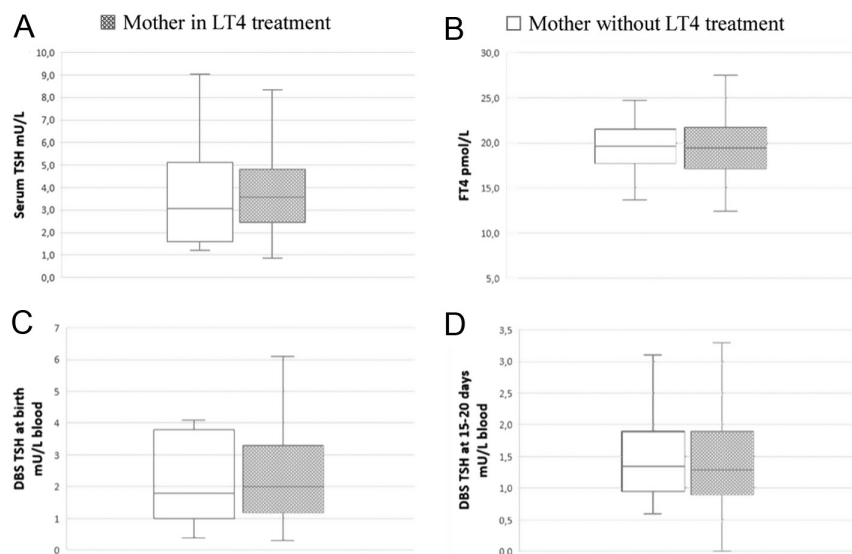 A
Mother in LT4 treatment
B
Mother without LT4 treatment
10,0
9,0
8,0
7,0
6,0
5,0
4,0
3,0
2,0
1,0
0,0
Serum TSH mU/L
30,0
25,0
20,0
15,0
10,0
5,0
FT4 pmol/L
C
7
6
5
4
3
2
1
0
DBS TSH at birth
mU/L blood
D
3,5
3,0
2,5
2,0
1,5
1,0
0,5
0,0
DBS TSH at 15-20 days
mU/L blood